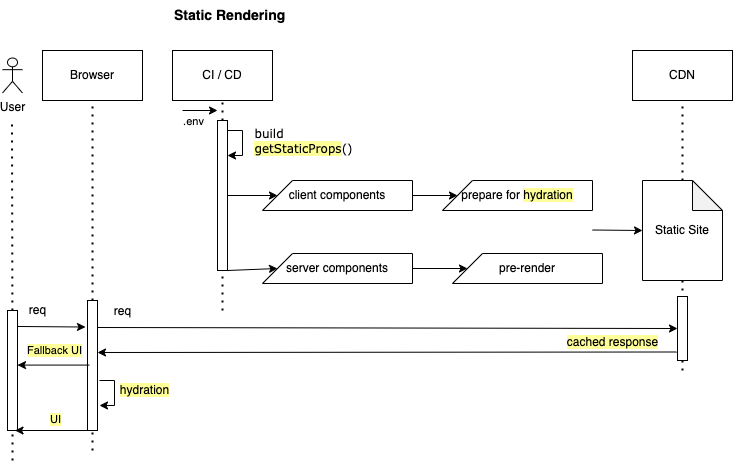 Static Rendering
Browser
CI / CD
CDN
User
.env
build
getStaticProps()
client components
prepare for hydration
Static Site
server components
pre-render
req
req
cached response
Fallback UI
hydration
UI